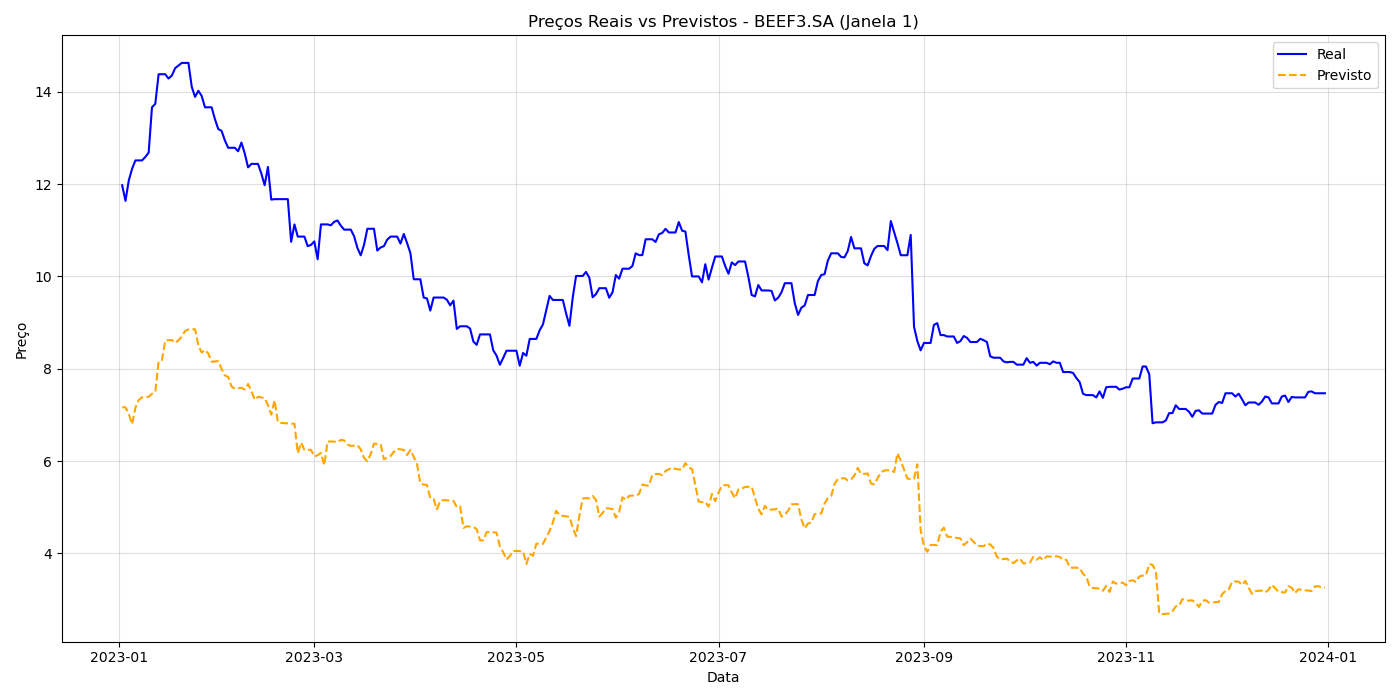 Preços Reais vs Previstos - BEEF3.SA (Janela 1)
Real
Previsto
Preço
14
12
10
8
6
4
2023-01
2023-03
2023-05
2023-07
2023-09
2023-11
2024-01
Data